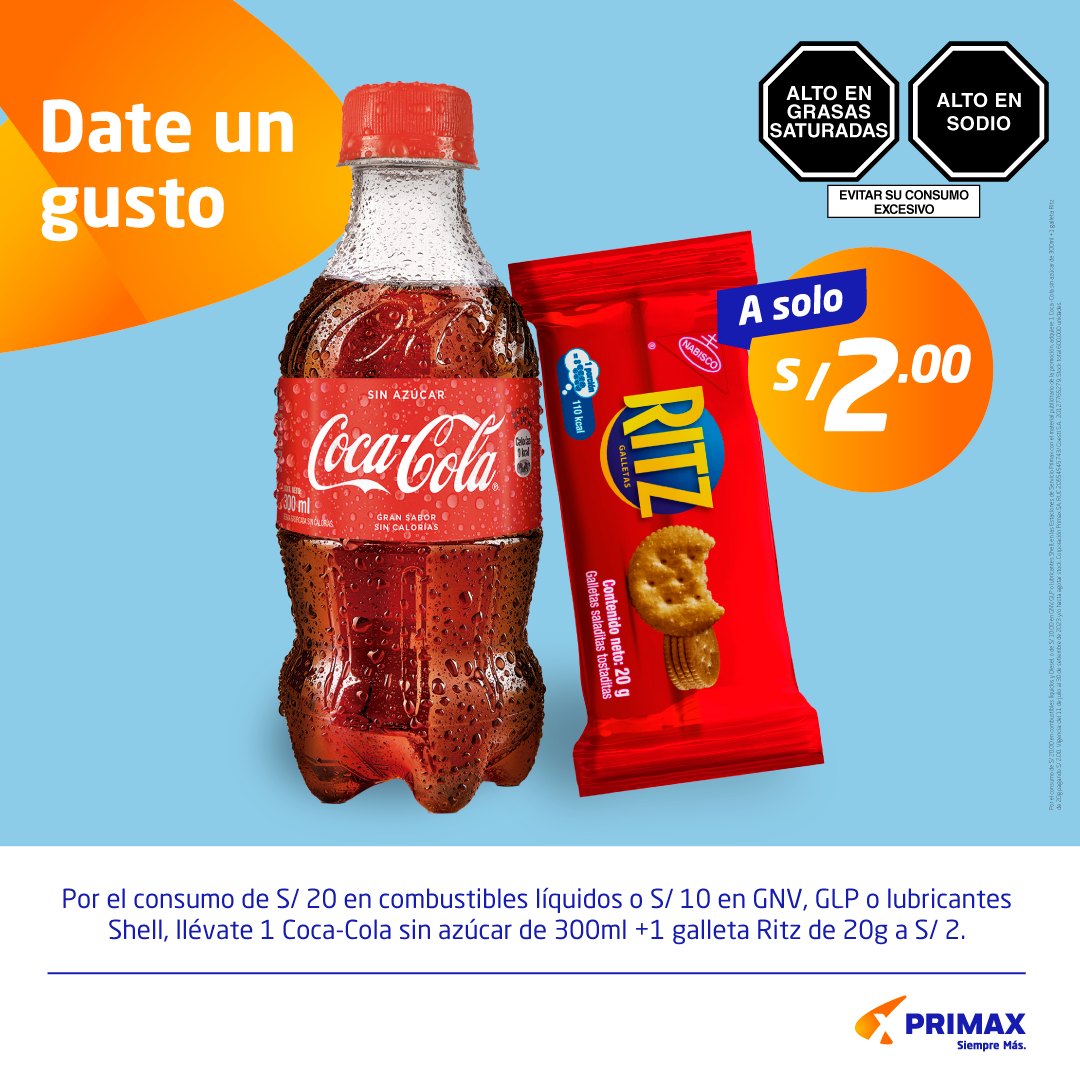 Date un
gusto
ALTO EN
GRASAS
SATURADAS
ALTO EN
SODIO
EVITAR SU CONSUMO
EXCESIVO
A solo
S/2.00
SIN AZÚCAR
Coca-Cola
300 ml
GRAN SABOR
SIN CALORÍAS
NABISCO
1 porción
110 kcal
RITZ
GALLETAS
Contenido neto: 20 g
Galletas saladitas tostaditas
Por el consumo de S/ 20 en combustibles líquidos o S/ 10 en GNV, GLP o lubricantes
Shell, llévate 1 Coca-Cola sin azúcar de 300ml +1 galleta Ritz de 20g a S/ 2.
PRIMAX
Siempre Más.